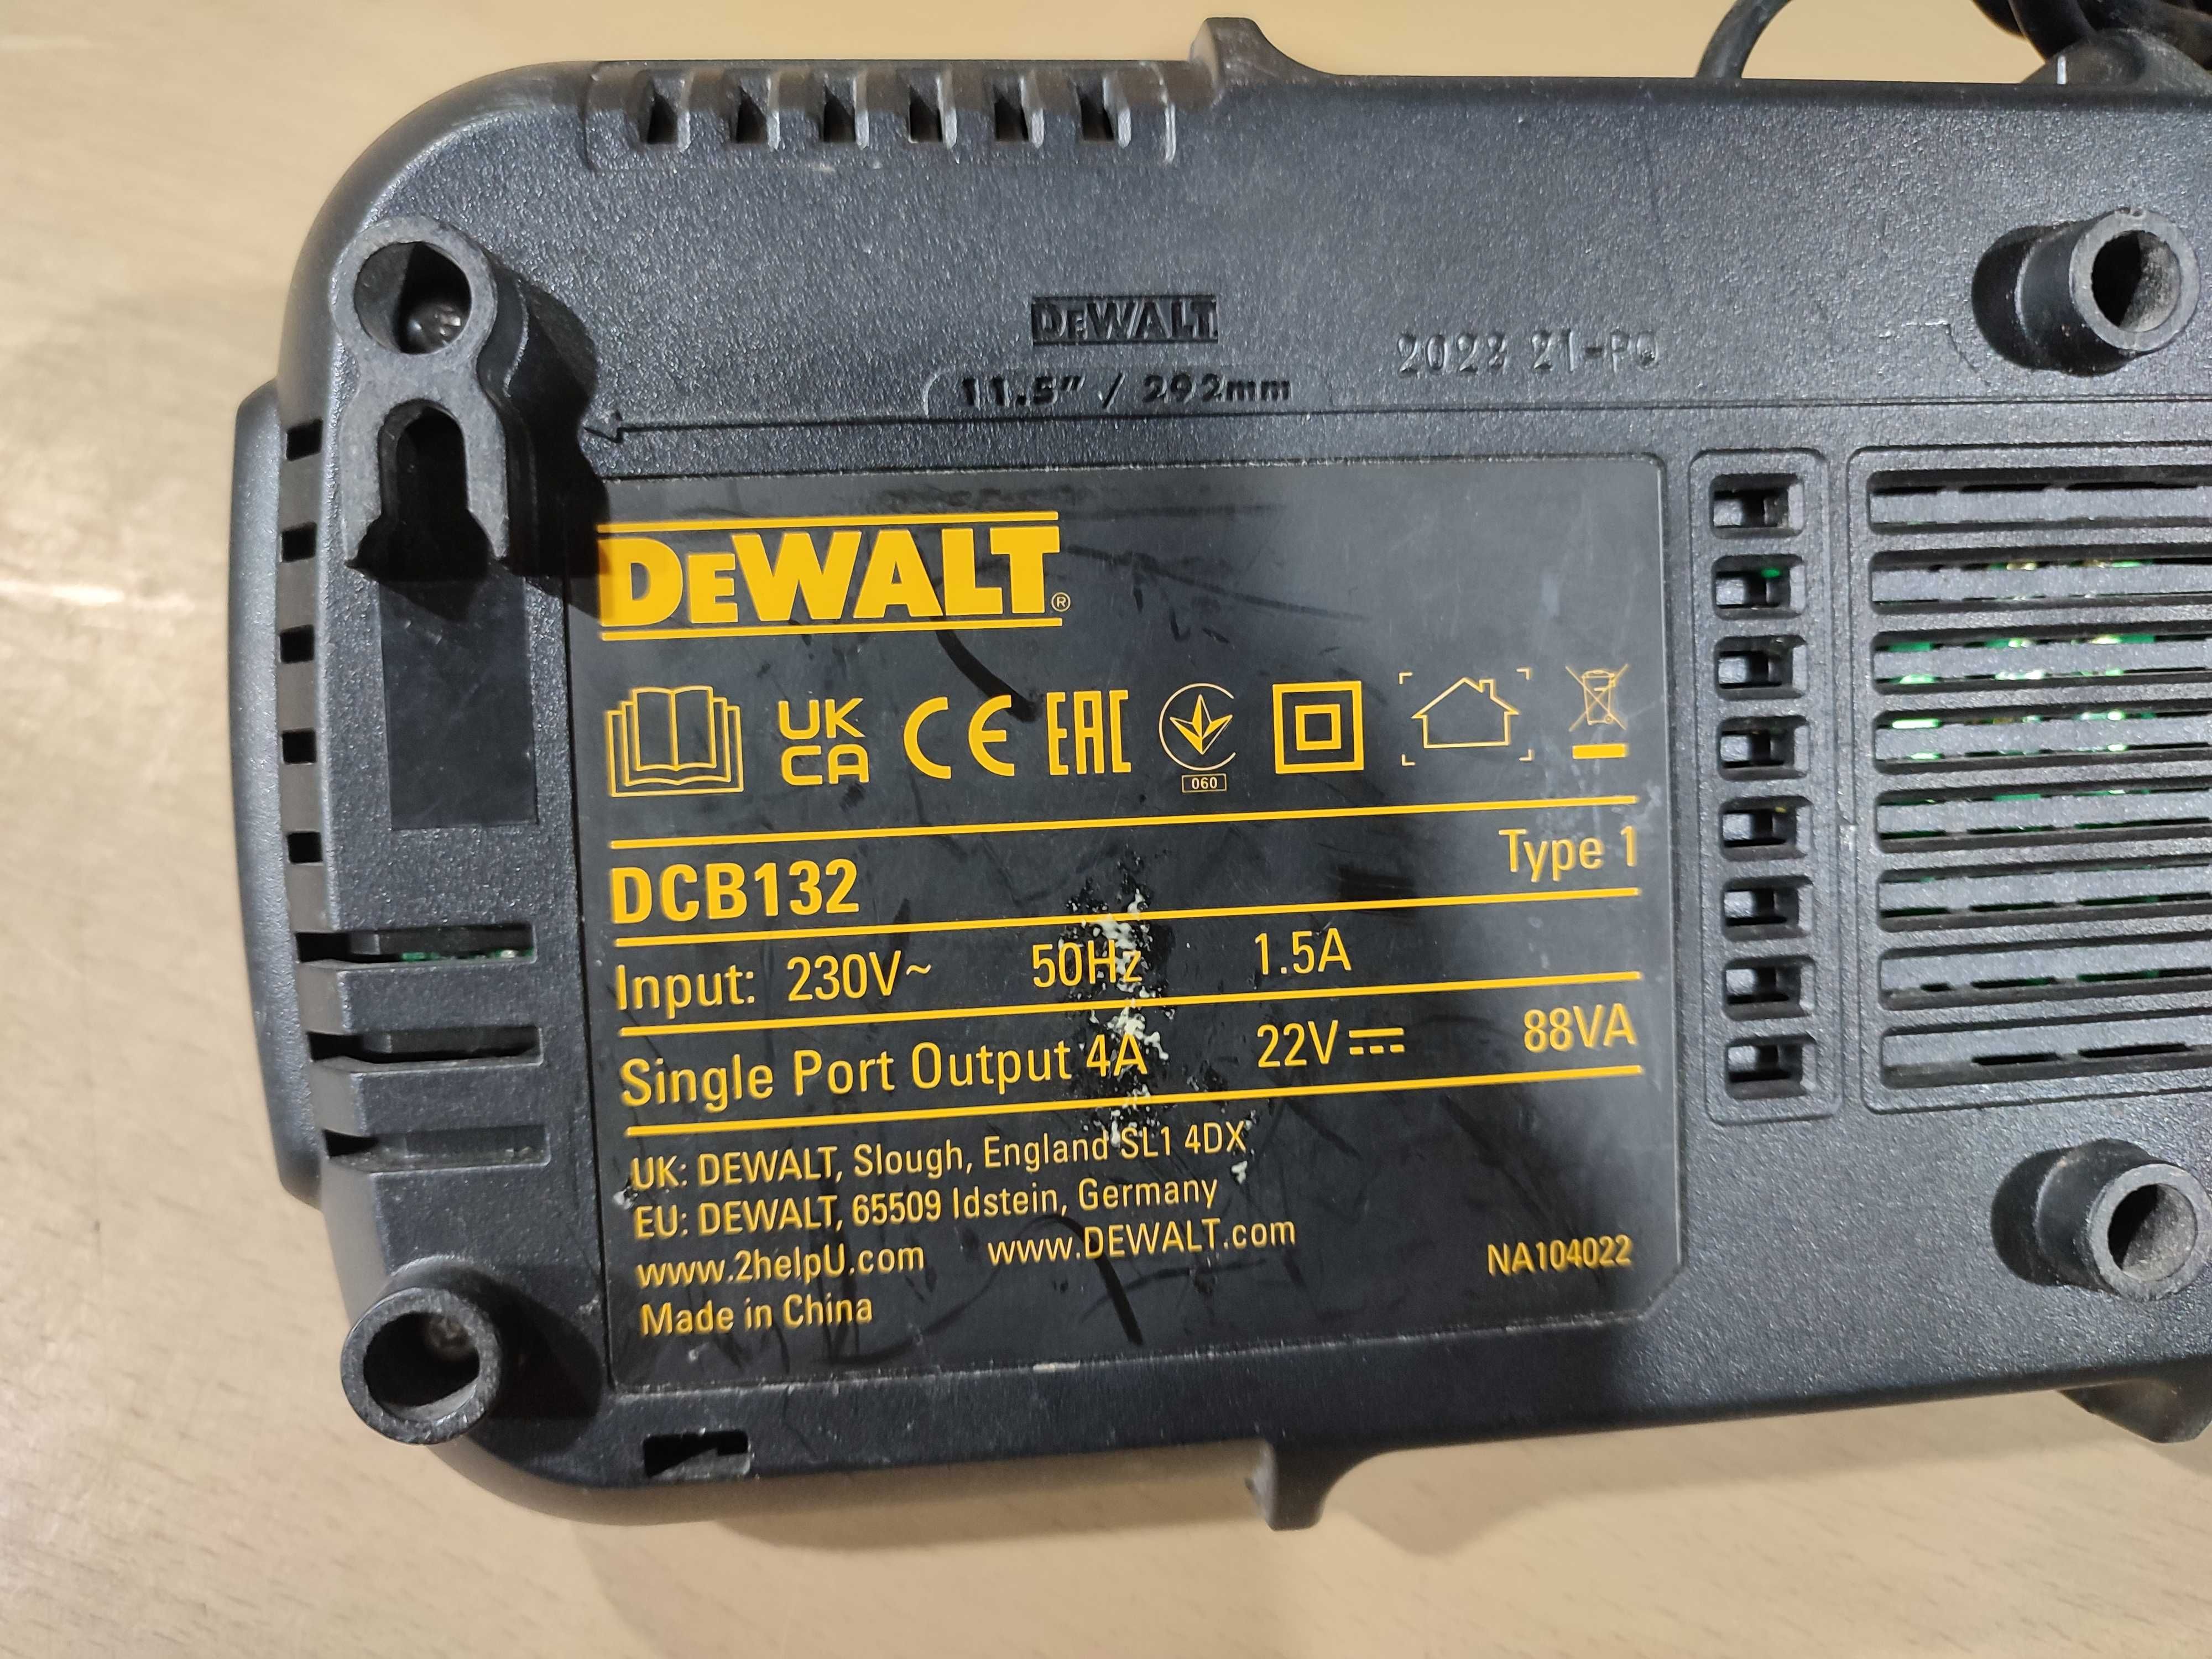 DEWALT
2023 21-PQ
11.5" / 292mm
DEWALT®
UK CA CE EAC
060
DCB132 Type 1
Input: 230V~ 50Hz 1.5A
Single Port Output 4A 22V⎓ 88VA
UK: DEWALT, Slough, England SL1 4DX
EU: DEWALT, 65509 Idstein, Germany
www.2helpU.com www.DEWALT.com
NA104022
Made in China